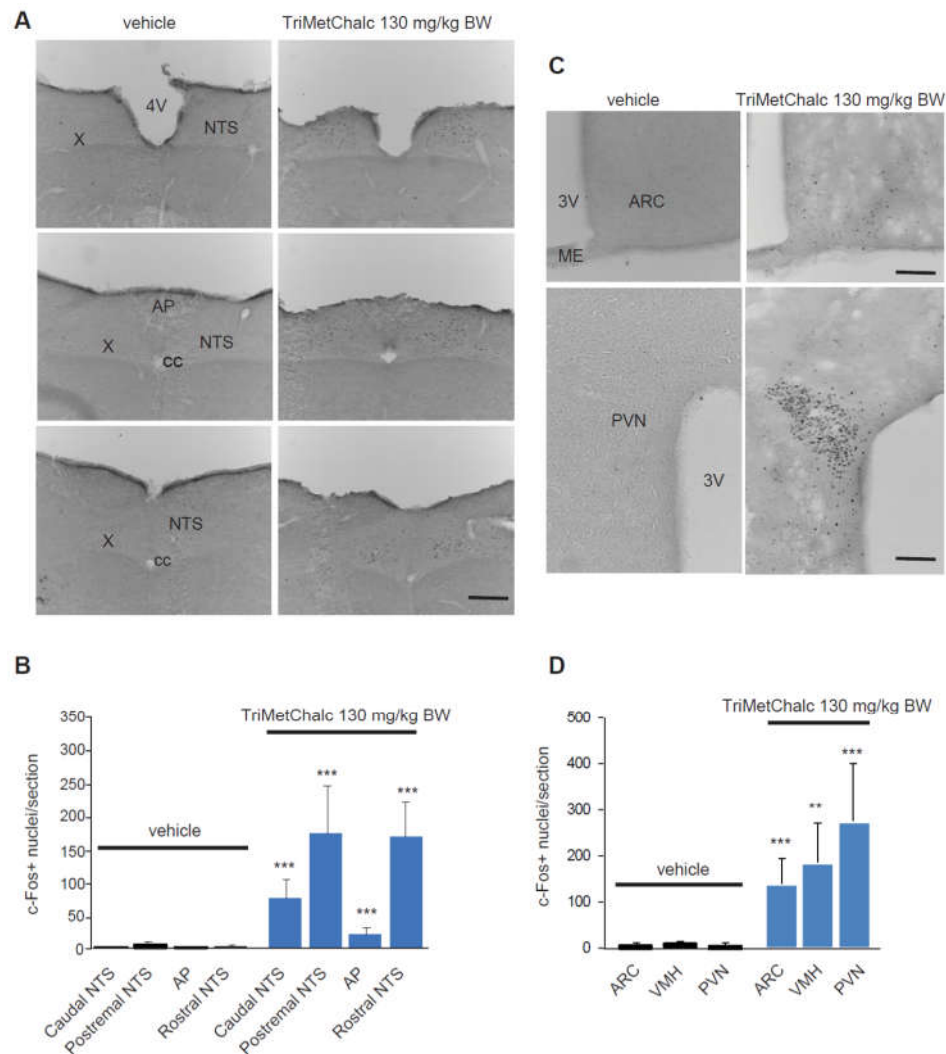 A
vehicle
TriMetChalc 130 mg/kg BW
4V
X
NTS
AP
X
NTS
cc
NTS
X
cc
C
vehicle
TriMetChalc 130 mg/kg BW
3V
ARC
ME
PVN
3V
B
TriMetChalc 130 mg/kg BW
350
300
250
200
150
100
50
0
c-Fos+ nuclei/section
vehicle
***
***
***
***
Caudal NTS
Postremal NTS
AP
Rostral NTS
Caudal NTS
Postremal NTS
AP
Rostral NTS
D
TriMetChalc 130 mg/kg BW
500
400
300
200
100
0
c-Fos+ nuclei/section
vehicle
***
**
***
ARC
VMH
PVN
ARC
VMH
PVN